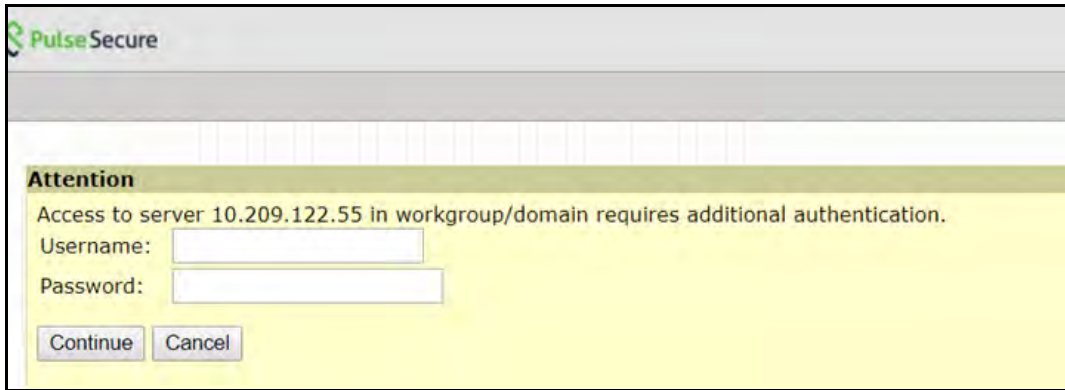 Pulse Secure
Attention
Access to server 10.209.122.55 in workgroup/domain requires additional authentication.
Username:
Password:
Continue Cancel